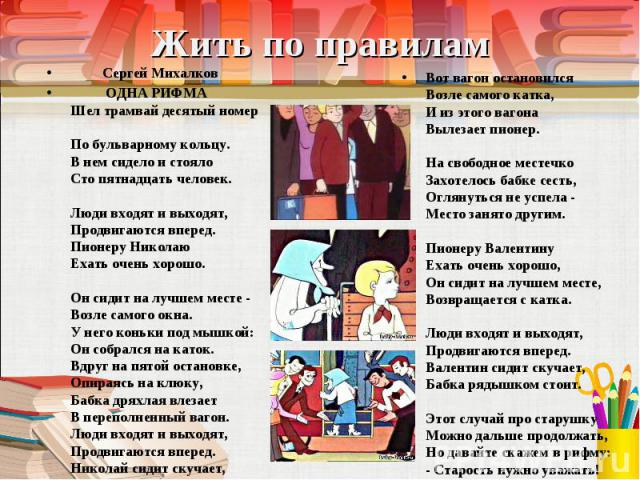 Жить по правилам
• Сергей Михалков
• ОДНА РИФМА
Шел трамвай десятый номер
По бульварному кольцу.
В нем сидело и стояло
Сто пятнадцать человек.
Люди входят и выходят,
Продвигаются вперед.
Пионеру Николаю
Ехать очень хорошо.
Он сидит на лучшем месте -
Возле самого окна.
У него коньки под мышкой:
Он собрался на каток.
Вдруг на пятой остановке,
Опираясь на клюку,
Бабка дряхлая влезает
В переполненный вагон.
Люди входят и выходят,
Продвигаются вперед.
Николай сидит скучает,
• Вот вагон остановился
Возле самого катка,
И из этого вагона
Вылезает пионер.
На свободное местечко
Захотелось бабке сесть,
Оглянуться не успела -
Место занято другим.
Пионеру Валентину
Ехать очень хорошо,
Он сидит на лучшем месте,
Возвращается с катка.
Люди входят и выходят,
Продвигаются вперед.
Валентин сидит скучает,
Бабка рядышком стоит.
Этот случай про старушку
Можно дальше продолжать,
Но давайте скажем в рифму:
- Старость нужно уважать!